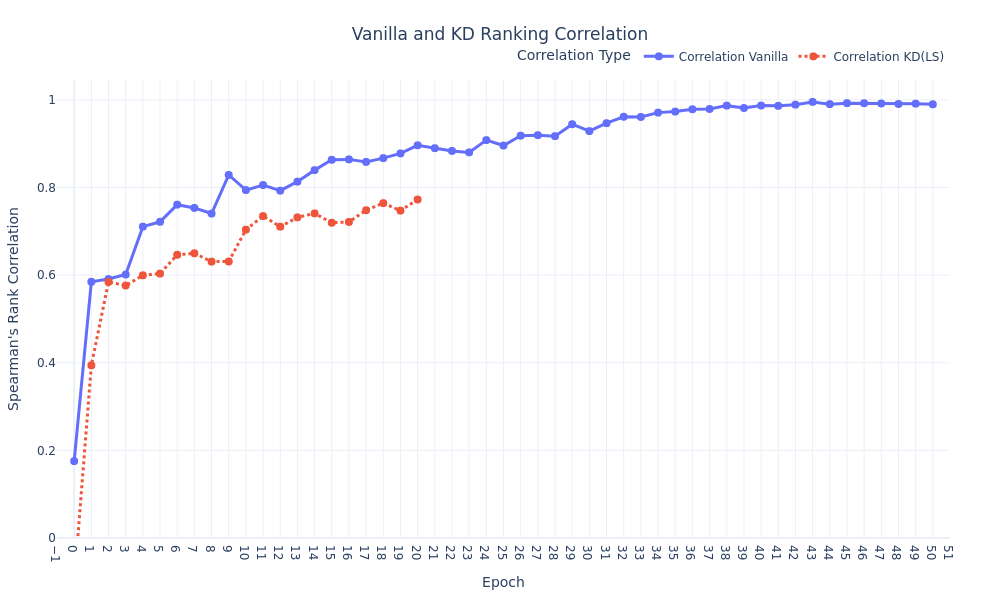 Vanilla and KD Ranking Correlation
Correlation Type Correlation Vanilla Correlation KD(LS)
1
0.8
0.6
0.4
0.2
0
Spearman's Rank Correlation
−1 0 1 2 3 4 5 6 7 8 9 10 11 12 13 14 15 16 17 18 19 20 21 22 23 24 25 26 27 28 29 30 31 32 33 34 35 36 37 38 39 40 41 42 43 44 45 46 47 48 49 50 51
Epoch